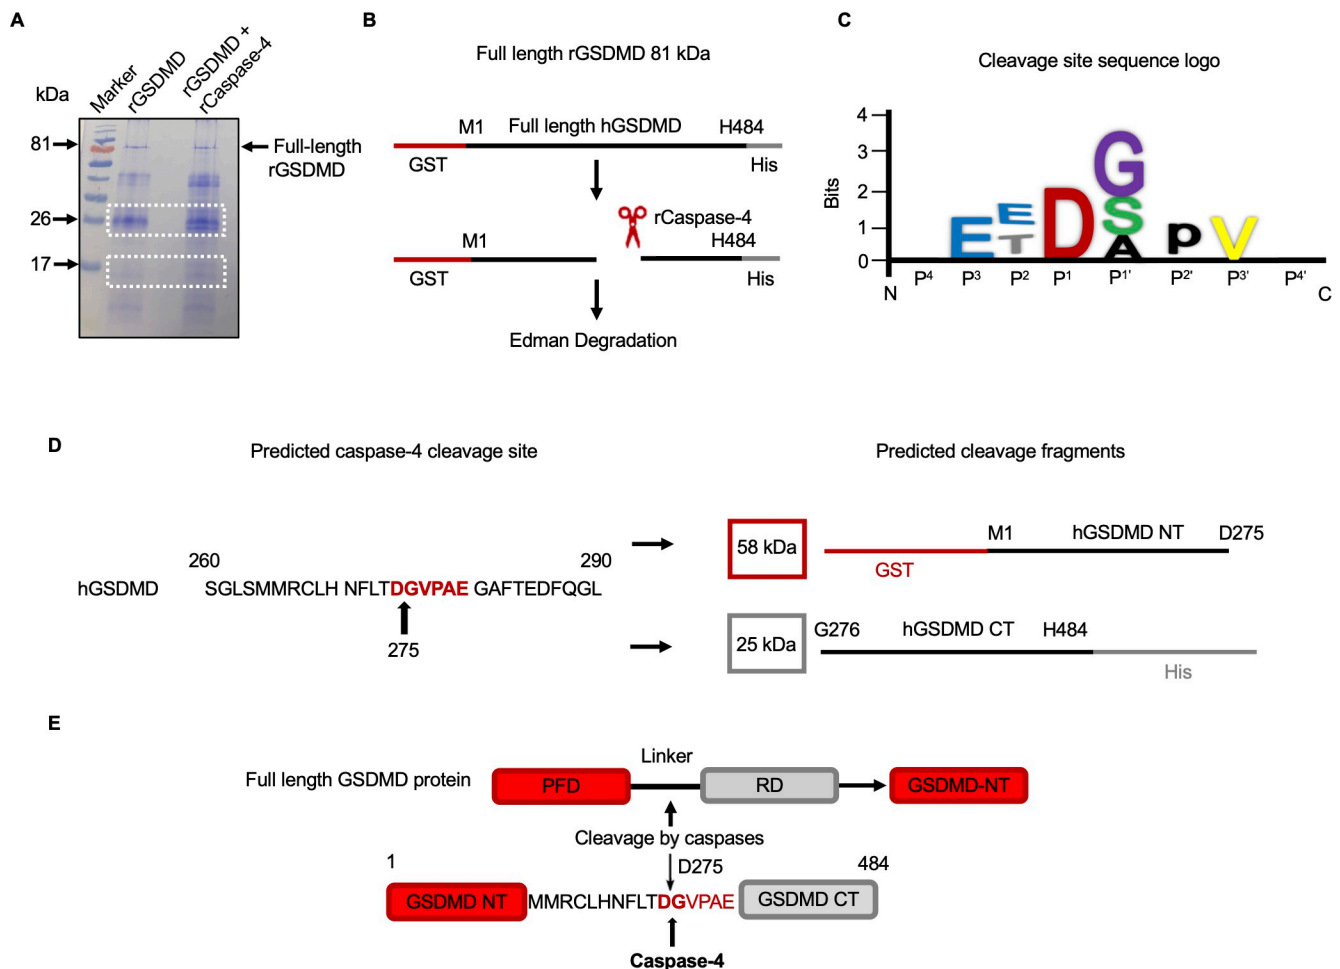 A
kDa
Marker
rGSDMD
rGSDMD +
rCaspase-4
81
26
17
Full-length
rGSDMD
B
Full length rGSDMD 81 kDa
M1 Full length hGSDMD H484
GST His
rCaspase-4
M1 H484
GST His
Edman Degradation
C
Cleavage site sequence logo
Bits
4
3
2
1
0
E
E
T
D
G
S
A
P
V
P4 P3 P2 P1 P1' P2' P3' P4'
N C
D
Predicted caspase-4 cleavage site
Predicted cleavage fragments
260 290
hGSDMD SGLSMMRCLH NFLTDGVPAE GAFTEDFQGL
275
58 kDa
M1 hGSDMD NT D275
GST
25 kDa
G276 hGSDMD CT H484
His
E
Linker
Full length GSDMD protein PFD RD GSDMD-NT
Cleavage by caspases
1 D275 484
GSDMD NT MMRCLHNFLTDGVPAE GSDMD CT
Caspase-4